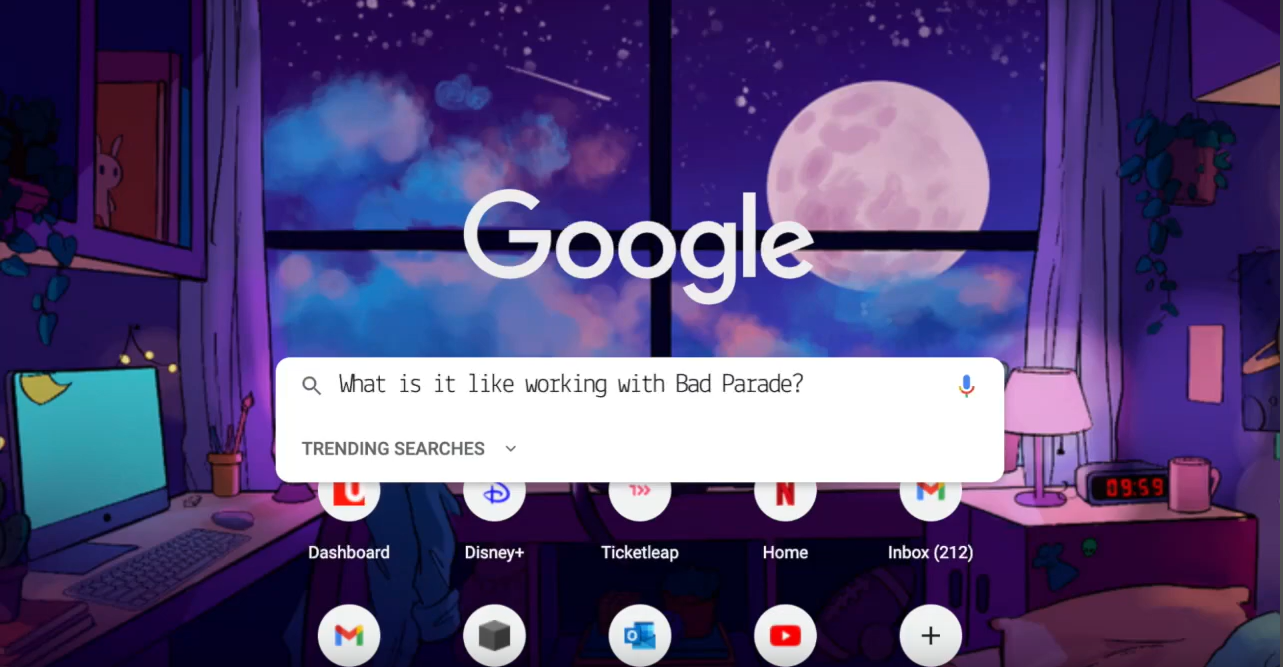 Google
What is it like working with Bad Parade?
TRENDING SEARCHES
Dashboard Disney+ Ticketleap Home Inbox (212)
09:59